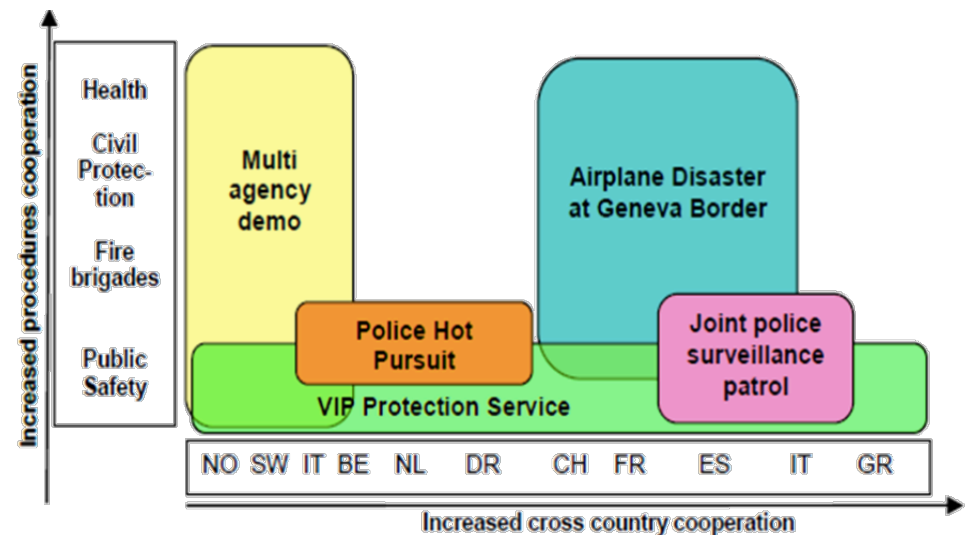 Increased procedures cooperation
Health
Civil
Protec-
tion
Fire
brigades
Public
Safety
Multi
agency
demo
Airplane Disaster
at Geneva Border
Police Hot
Pursuit
Joint police
surveillance
patrol
VIP Protection Service
NO SW IT BE NL DR CH FR ES IT GR
Increased cross country cooperation